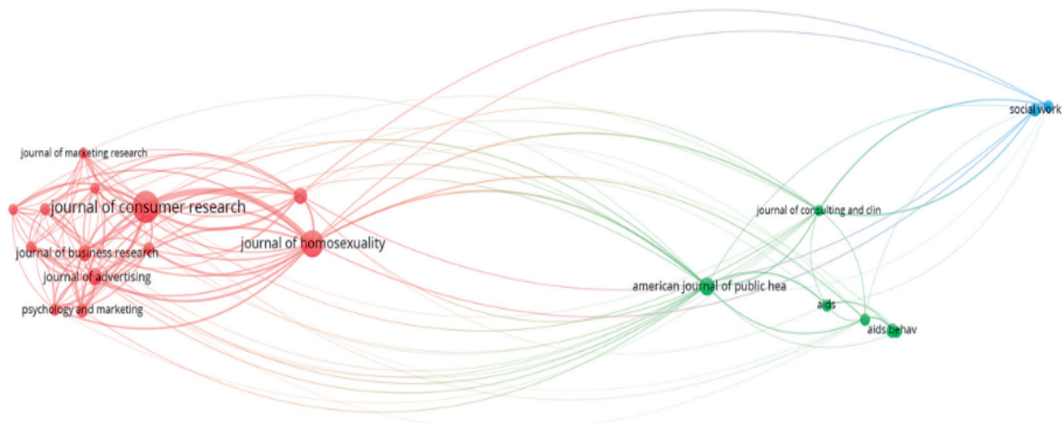 social work
journal of marketing research
journal of consumer research
journal of consulting and clin
journal of homosexuality
journal of business research
journal of advertising
american journal of public hea
aids
psychology and marketing
aids behav